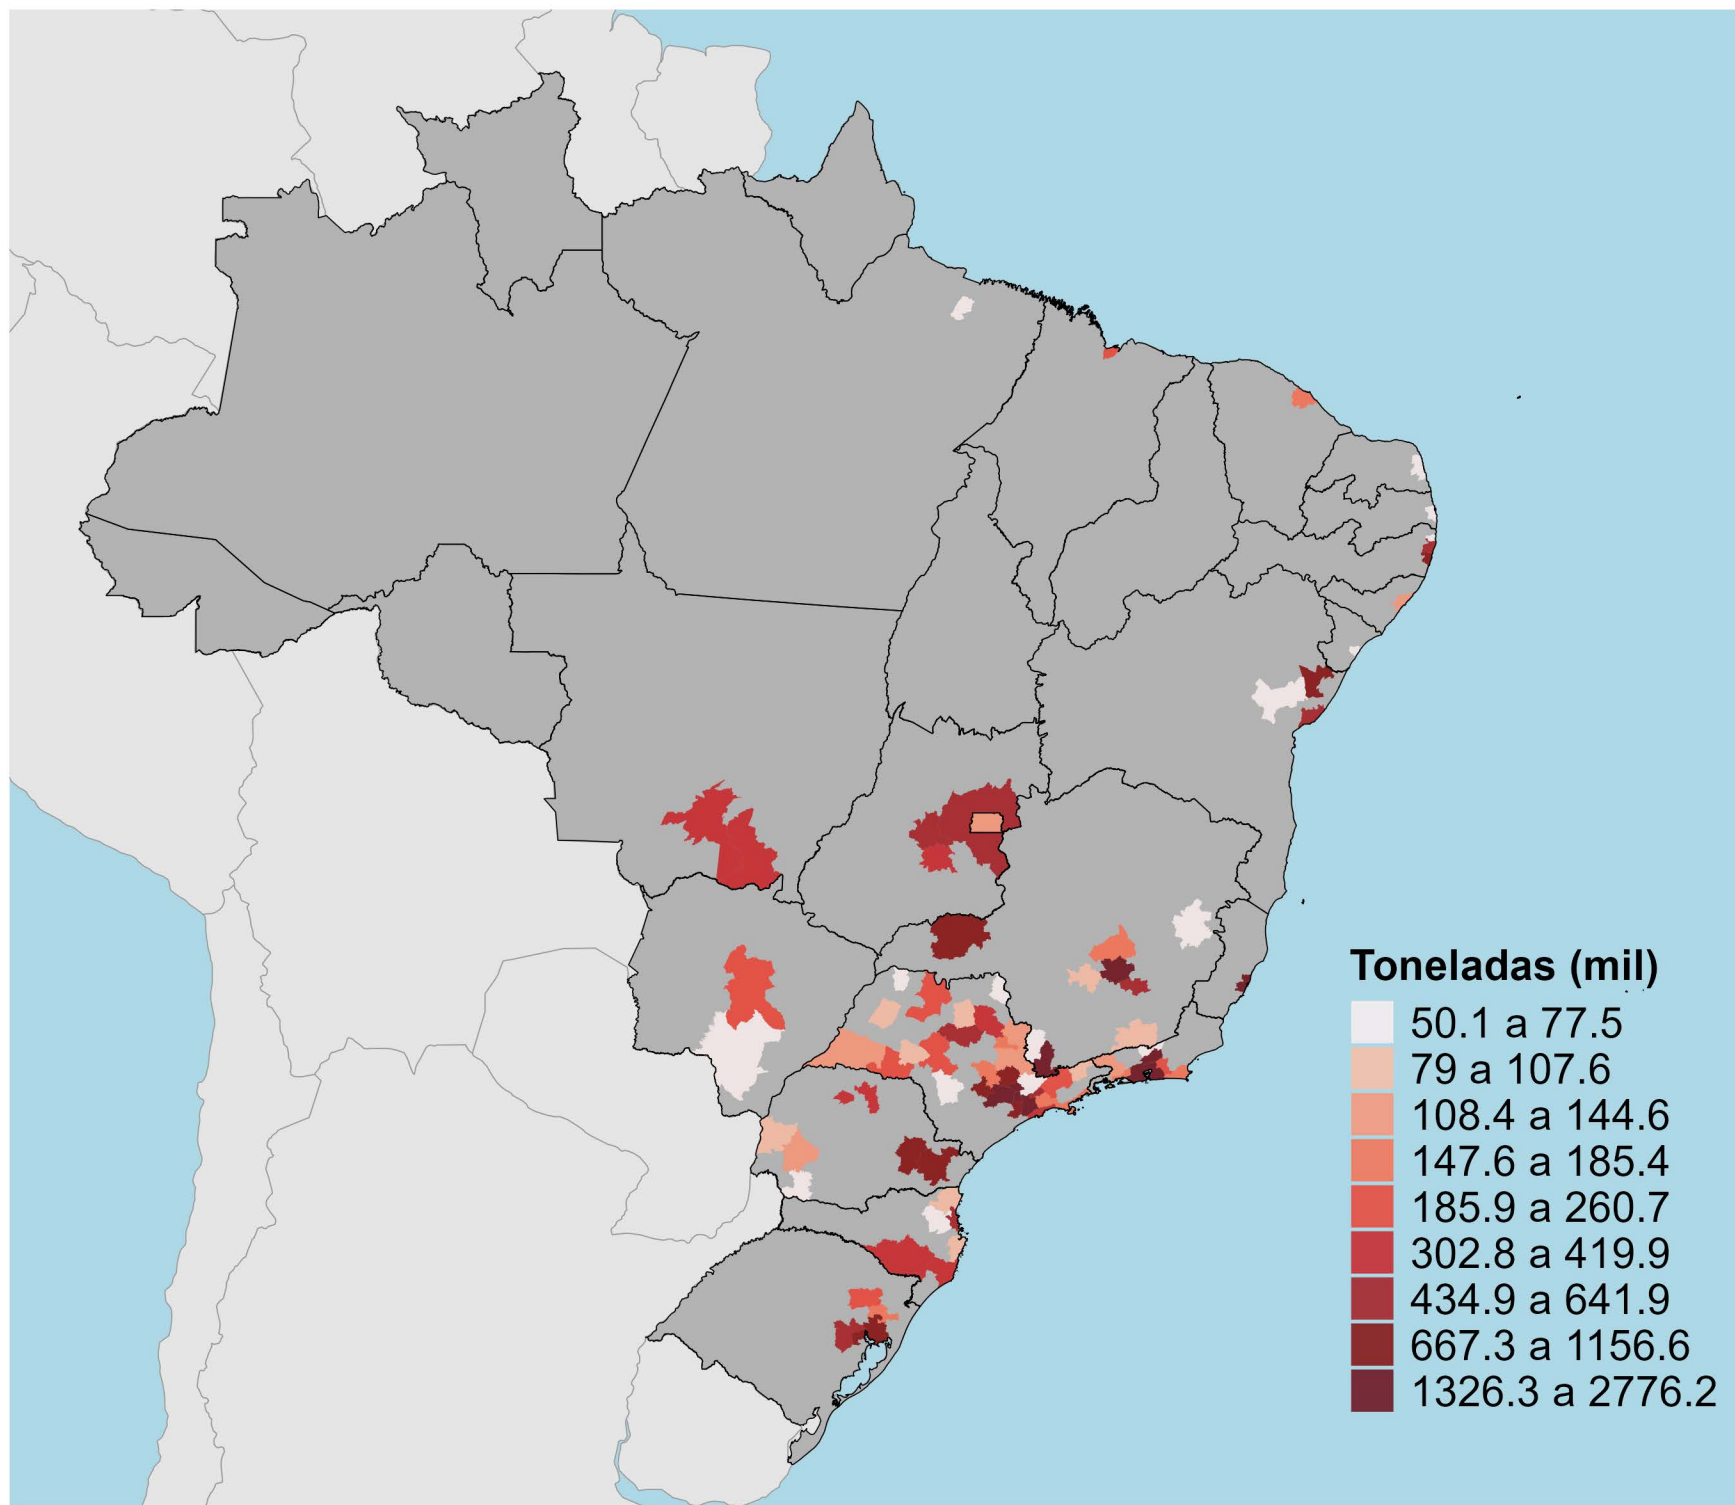 Toneladas (mil)
50.1 a 77.5
79 a 107.6
108.4 a 144.6
147.6 a 185.4
185.9 a 260.7
302.8 a 419.9
434.9 a 641.9
667.3 a 1156.6
1326.3 a 2776.2